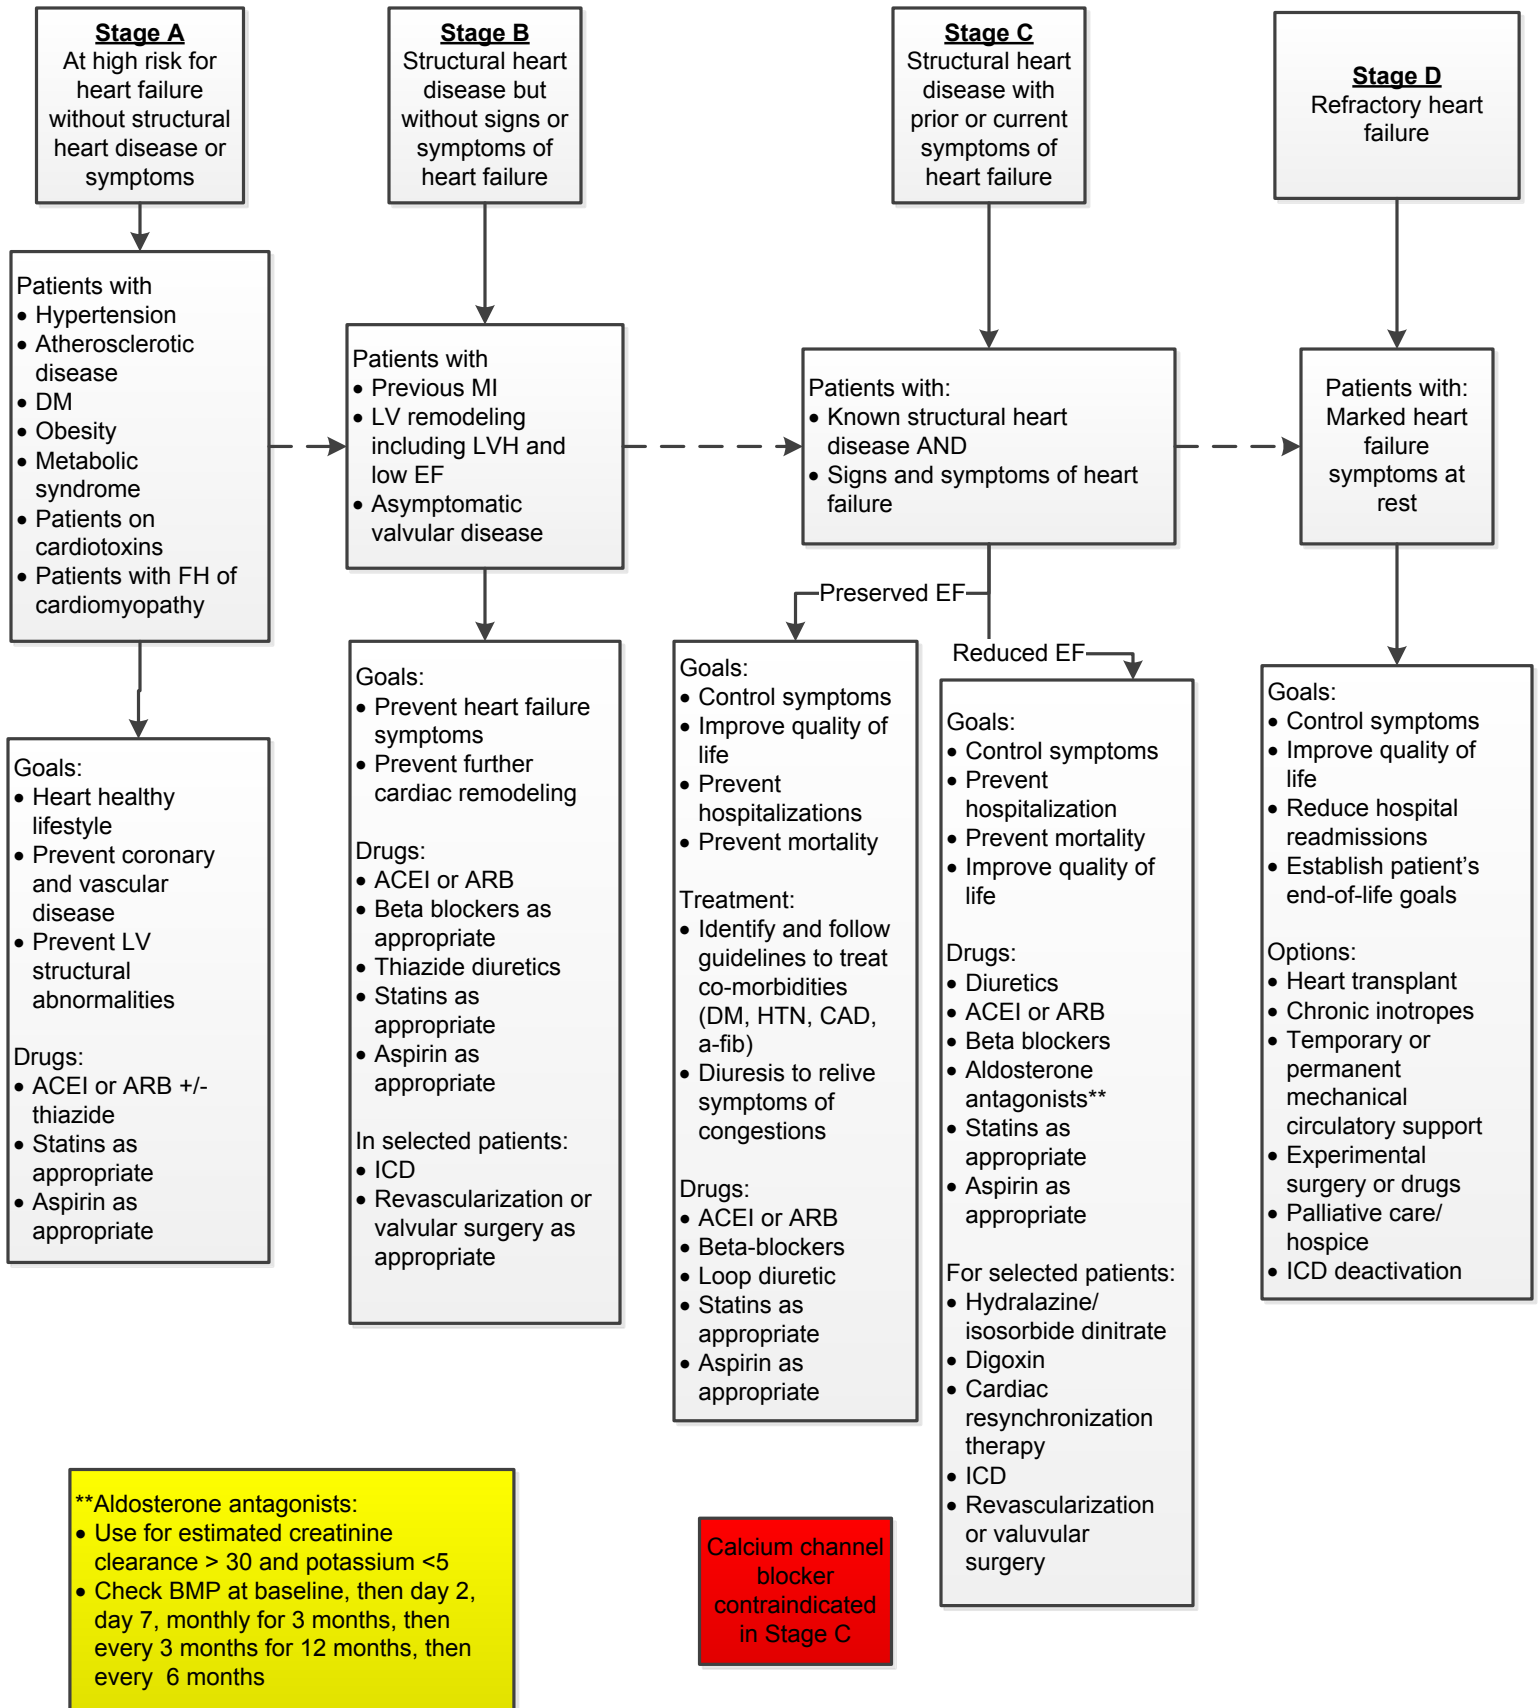 Stage A
At high risk for
heart failure
without structural
heart disease or
symptoms
Stage B
Structural heart
disease but
without signs or
symptoms of
heart failure
Stage C
Structural heart
disease with
prior or current
symptoms of
heart failure
Stage D
Refractory heart
failure
Patients with
• Hypertension
• Atherosclerotic
disease
• DM
• Obesity
• Metabolic
syndrome
• Patients on
cardiotoxins
• Patients with FH of
cardiomyopathy
Patients with
• Previous MI
• LV remodeling
including LVH and
low EF
• Asymptomatic
valvular disease
Patients with:
• Known structural heart
disease AND
• Signs and symptoms of heart
failure
Patients with:
Marked heart
failure
symptoms at
rest
Preserved EF
Reduced EF
Goals:
• Heart healthy
lifestyle
• Prevent coronary
and vascular
disease
• Prevent LV
structural
abnormalities
Drugs:
• ACEI or ARB +/-
thiazide
• Statins as
appropriate
• Aspirin as
appropriate
Goals:
• Prevent heart failure
symptoms
• Prevent further
cardiac remodeling
Drugs:
• ACEI or ARB
• Beta blockers as
appropriate
• Thiazide diuretics
• Statins as
appropriate
• Aspirin as
appropriate
In selected patients:
• ICD
• Revascularization or
valvular surgery as
appropriate
Goals:
• Control symptoms
• Improve quality of
life
• Prevent
hospitalizations
• Prevent mortality
Treatment:
• Identify and follow
guidelines to treat
co-morbidities
(DM, HTN, CAD,
a-fib)
• Diuresis to relive
symptoms of
congestions
Drugs:
• ACEI or ARB
• Beta-blockers
• Loop diuretic
• Statins as
appropriate
• Aspirin as
appropriate
Goals:
• Control symptoms
• Prevent
hospitalization
• Prevent mortality
• Improve quality of
life
Drugs:
• Diuretics
• ACEI or ARB
• Beta blockers
• Aldosterone
antagonists**
• Statins as
appropriate
• Aspirin as
appropriate
For selected patients:
• Hydralazine/
isosorbide dinitrate
• Digoxin
• Cardiac
resynchronization
therapy
• ICD
• Revascularization
or valuvular
surgery
Goals:
• Control symptoms
• Improve quality of
life
• Reduce hospital
readmissions
• Establish patient’s
end-of-life goals
Options:
• Heart transplant
• Chronic inotropes
• Temporary or
permanent
mechanical
circulatory support
• Experimental
surgery or drugs
• Palliative care/
hospice
• ICD deactivation
**Aldosterone antagonists:
• Use for estimated creatinine
clearance > 30 and potassium <5
• Check BMP at baseline, then day 2,
day 7, monthly for 3 months, then
every 3 months for 12 months, then
every  6 months
Calcium channel
blocker
contraindicated
in Stage C